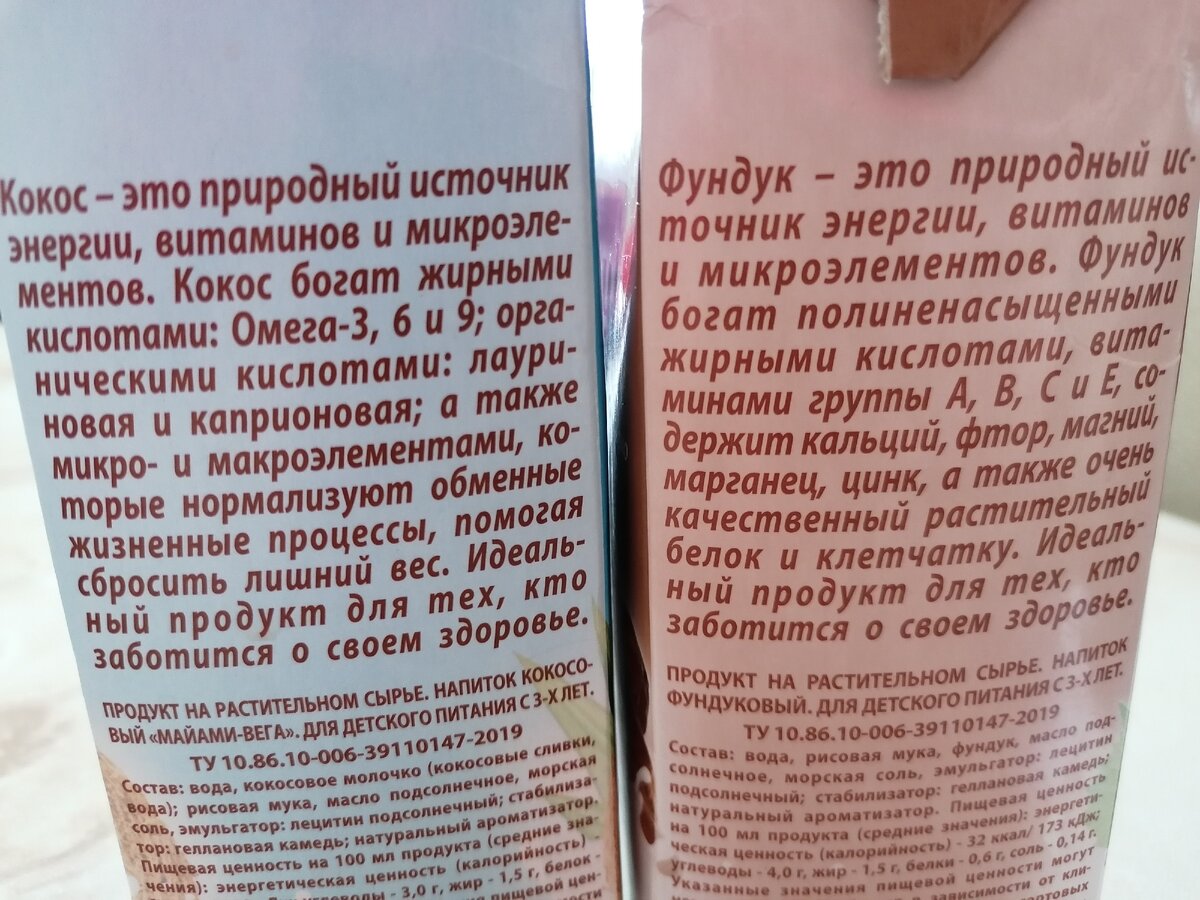 Кокос – это природный источник
энергии, витаминов и микроэле-
ментов. Кокос богат жирными
кислотами: Омега-3, 6 и 9; орга-
ническими кислотами: лаури-
новая и каприоновая; а также
микро- и макроэлементами, ко-
торые нормализуют обменные
жизненные процессы, помогая
сбросить лишний вес. Идеаль-
ный продукт для тех, кто
заботится о своем здоровье.
ПРОДУКТ НА РАСТИТЕЛЬНОМ СЫРЬЕ. НАПИТОК КОКОСО-
ВЫЙ «МАЙАМИ-ВЕГА». ДЛЯ ДЕТСКОГО ПИТАНИЯ С 3-Х ЛЕТ.
ТУ 10.86.10-006-39110147-2019
Состав: вода, кокосовое молочко (кокосовые сливки,
вода); рисовая мука, масло подсолнечное, морская
соль, эмульгатор: лецитин подсолнечный; стабилиза-
тор: геллановая камедь; натуральный ароматизатор.
Пищевая ценность на 100 мл продукта (средние зна-
чения): энергетическая ценность (калорийность) -
углеводы - 3,0 г, жир - 1,5 г, белок -
пищевой цен-
Фундук – это природный ис-
точник энергии, витаминов
и микроэлементов. Фундук
богат полиненасыщенными
жирными кислотами, вита-
минами группы А, В, С и Е, со-
держит кальций, фтор, магний,
марганец, цинк, а также очень
качественный растительный
белок и клетчатку. Идеаль-
ный продукт для тех, кто
заботится о своем здоровье.
ПРОДУКТ НА РАСТИТЕЛЬНОМ СЫРЬЕ. НАПИТОК
ФУНДУКОВЫЙ. ДЛЯ ДЕТСКОГО ПИТАНИЯ С 3-Х ЛЕТ.
ТУ 10.86.10-006-39110147-2019
Состав: вода, рисовая мука, фундук, масло под-
солнечное, морская соль, эмульгатор: лецитин
подсолнечный; стабилизатор: геллановая камедь;
натуральный ароматизатор. Пищевая ценность
на 100 мл продукта (средние значения): энергети-
ческая ценность (калорийность) - 32 ккал/ 173 кДж;
углеводы - 4,0 г, жир - 1,5 г, белки - 0,6 г, соль - 0,14 г.
Указанные значения пищевой ценности могут
в зависимости от кли-